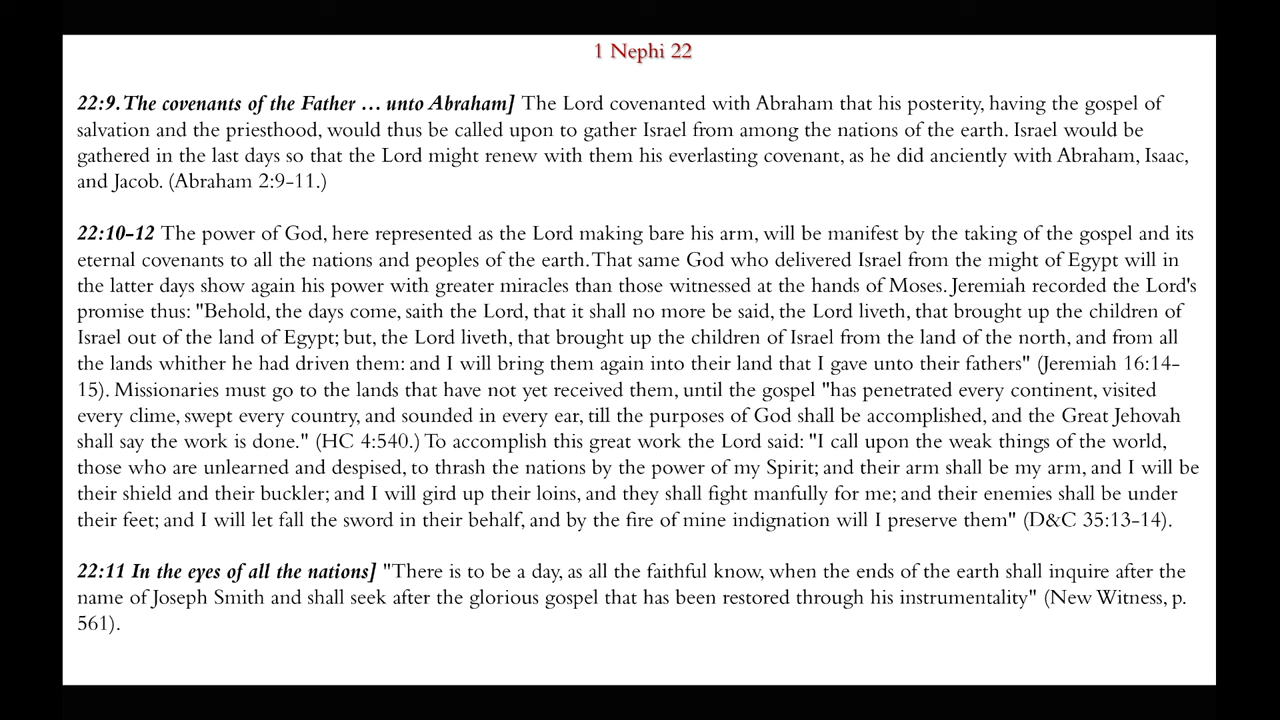 1 Nephi 22
22:9. The covenants of the Father … unto Abraham] The Lord covenanted with Abraham that his posterity, having the gospel of
salvation and the priesthood, would thus be called upon to gather Israel from among the nations of the earth. Israel would be
gathered in the last days so that the Lord might renew with them his everlasting covenant, as he did anciently with Abraham, Isaac,
and Jacob. (Abraham 2:9-11.)
22:10-12 The power of God, here represented as the Lord making bare his arm, will be manifest by the taking of the gospel and its
eternal covenants to all the nations and peoples of the earth. That same God who delivered Israel from the might of Egypt will in
the latter days show again his power with greater miracles than those witnessed at the hands of Moses. Jeremiah recorded the Lord's
promise thus: "Behold, the days come, saith the Lord, that it shall no more be said, the Lord liveth, that brought up the children of
Israel out of the land of Egypt; but, the Lord liveth, that brought up the children of Israel from the land of the north, and from all
the lands whither he had driven them: and I will bring them again into their land that I gave unto their fathers" (Jeremiah 16:14-
15). Missionaries must go to the lands that have not yet received them, until the gospel "has penetrated every continent, visited
every clime, swept every country, and sounded in every ear, till the purposes of God shall be accomplished, and the Great Jehovah
shall say the work is done." (HC 4:540.) To accomplish this great work the Lord said: "I call upon the weak things of the world,
those who are unlearned and despised, to thrash the nations by the power of my Spirit; and their arm shall be my arm, and I will be
their shield and their buckler; and I will gird up their loins, and they shall fight manfully for me; and their enemies shall be under
their feet; and I will let fall the sword in their behalf, and by the fire of mine indignation will I preserve them" (D&C 35:13-14).
22:11 In the eyes of all the nations] "There is to be a day, as all the faithful know, when the ends of the earth shall inquire after the
name of Joseph Smith and shall seek after the glorious gospel that has been restored through his instrumentality" (New Witness, p.
561).